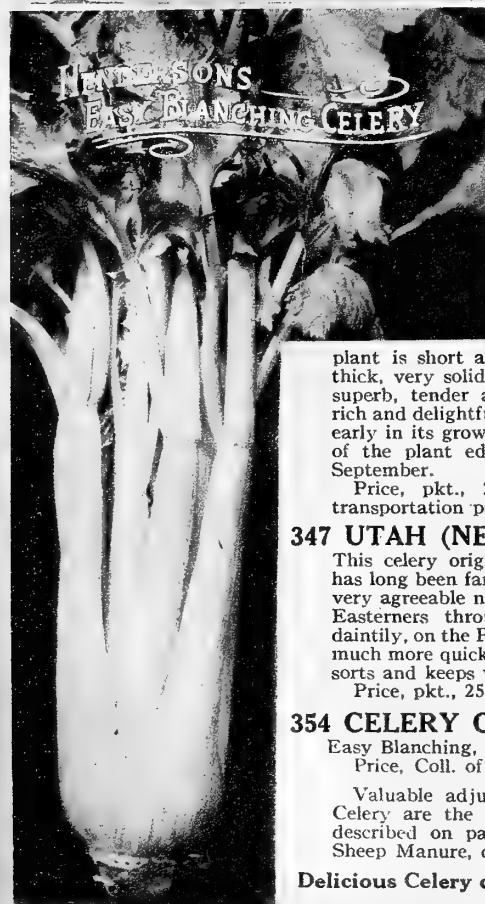 HENDERSON'S
EASY BLANCHING CELERY
plant is short a
thick, very solid
superb, tender a
rich and delightf
early in its grow
of the plant ed
September.
Price, pkt., 2
transportation p
347 UTAH (NE
This celery orig
has long been fam
very agreeable n
Easterners thro
daintily, on the P
much more quick
sorts and keeps
Price, pkt., 25
354 CELERY C
Easy Blanching,
Price, Coll. of
Valuable adju
Celery are the
described on pa
Sheep Manure,
Delicious Celery